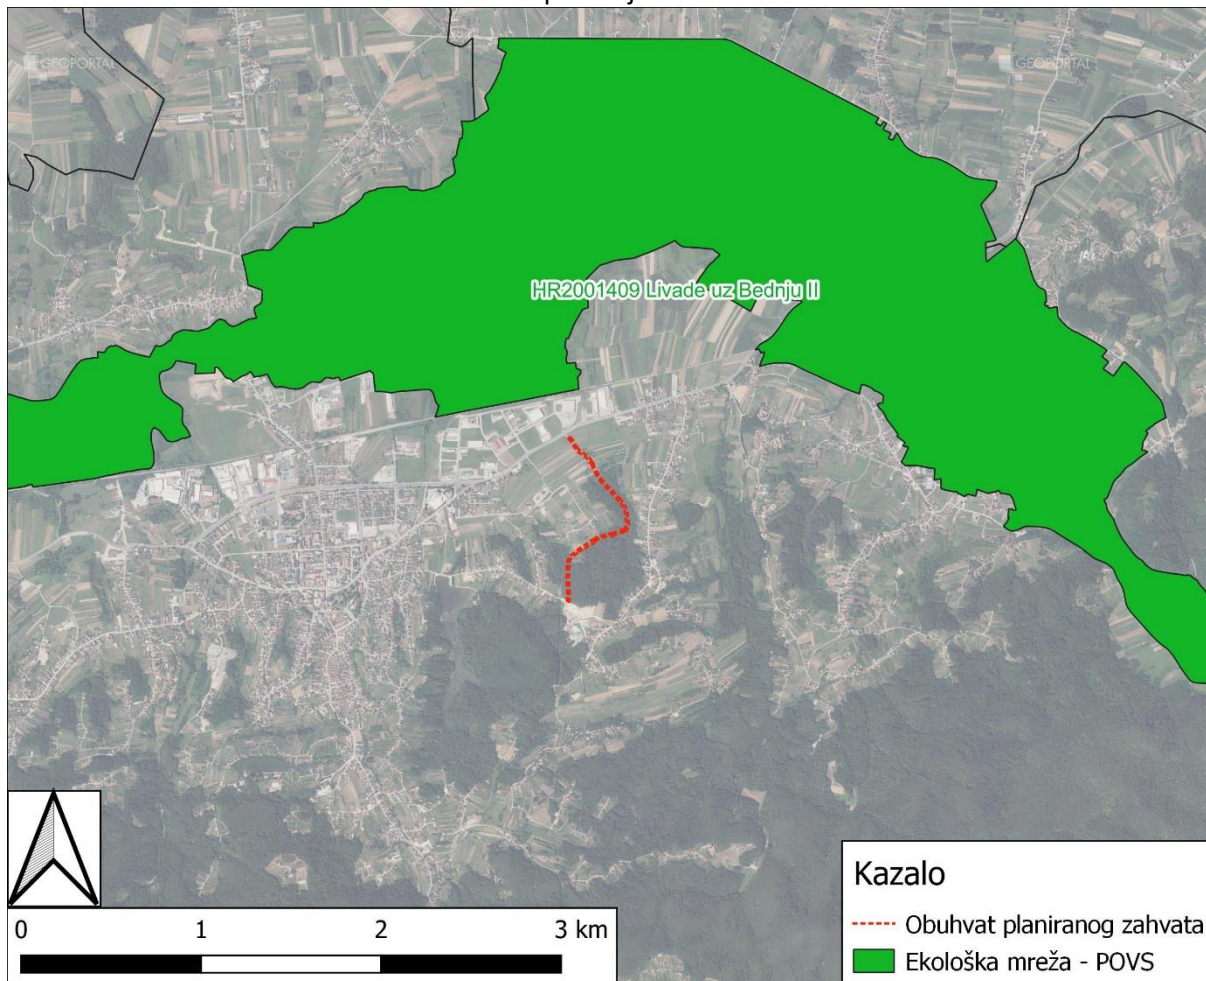 GEOPORTAL
GEOPORTAL
HR2001409 Livade uz Bednju II
0 1 2 3 km
Kazalo
Obuhvat planiranog zahvata
Ekološka mreža - POVS